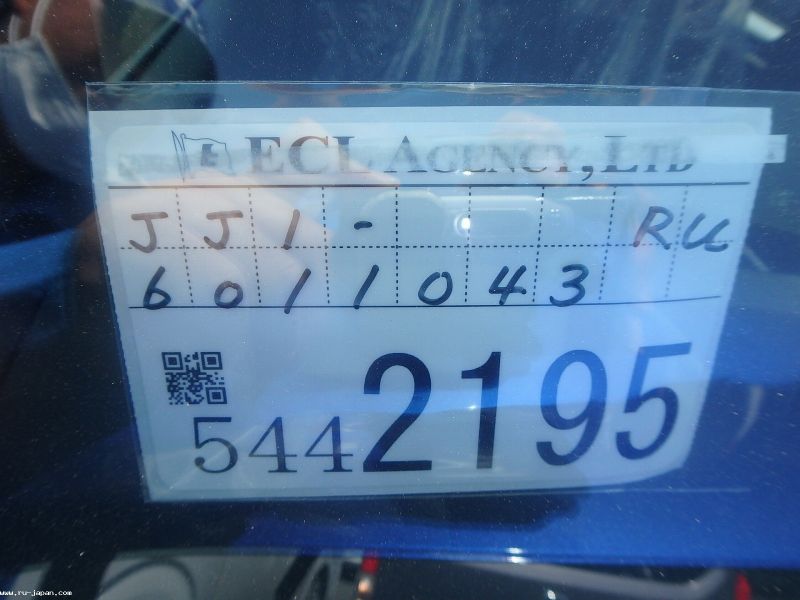 ECL AGENCY, LTD
JJ1- RU
6011043
5442195
www.ru-japan.com